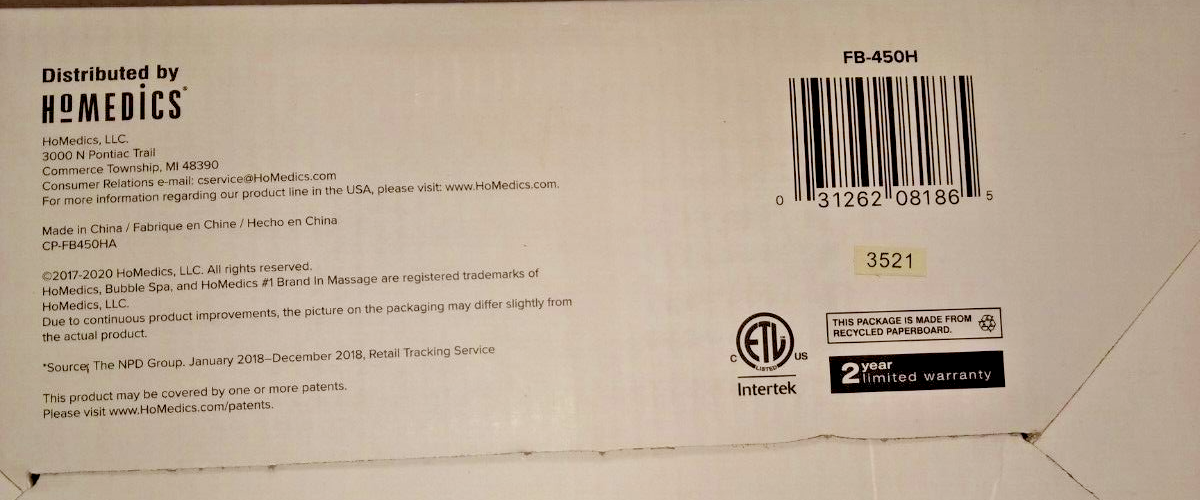 Distributed by
HoMEDiCS®
HoMedics, LLC.
3000 N Pontiac Trail
Commerce Township, MI 48390
Consumer Relations e-mail: cservice@HoMedics.com
For more information regarding our product line in the USA, please visit: www.HoMedics.com.
Made in China / Fabrique en Chine / Hecho en China
CP-FB450HA
©2017-2020 HoMedics, LLC. All rights reserved.
HoMedics, Bubble Spa, and HoMedics #1 Brand In Massage are registered trademarks of
HoMedics, LLC.
Due to continuous product improvements, the picture on the packaging may differ slightly from
the actual product.
*Source; The NPD Group. January 2018–December 2018, Retail Tracking Service
This product may be covered by one or more patents.
Please visit www.HoMedics.com/patents.
FB-450H
0 31262 08186 5
3521
C ETL US
LISTED
Intertek
THIS PACKAGE IS MADE FROM
RECYCLED PAPERBOARD.
2 year
limited warranty